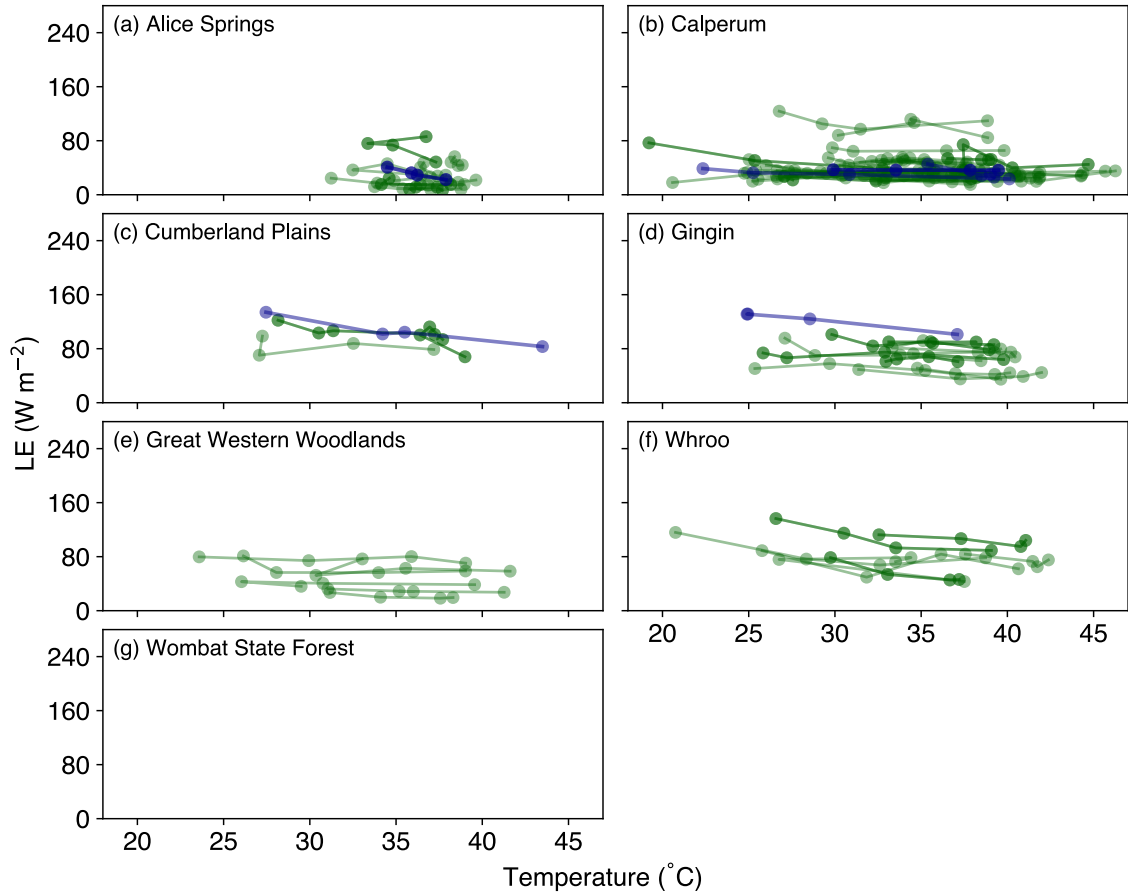 (a) Alice Springs
(b) Calperum
240
160
80
0
(c) Cumberland Plains
(d) Gingin
240
160
80
0
(e) Great Western Woodlands
(f) Whroo
240
160
80
0
20 25 30 35 40 45
(g) Wombat State Forest
240
160
80
0
20 25 30 35 40 45
LE (W m⁻²)
Temperature (˚C)